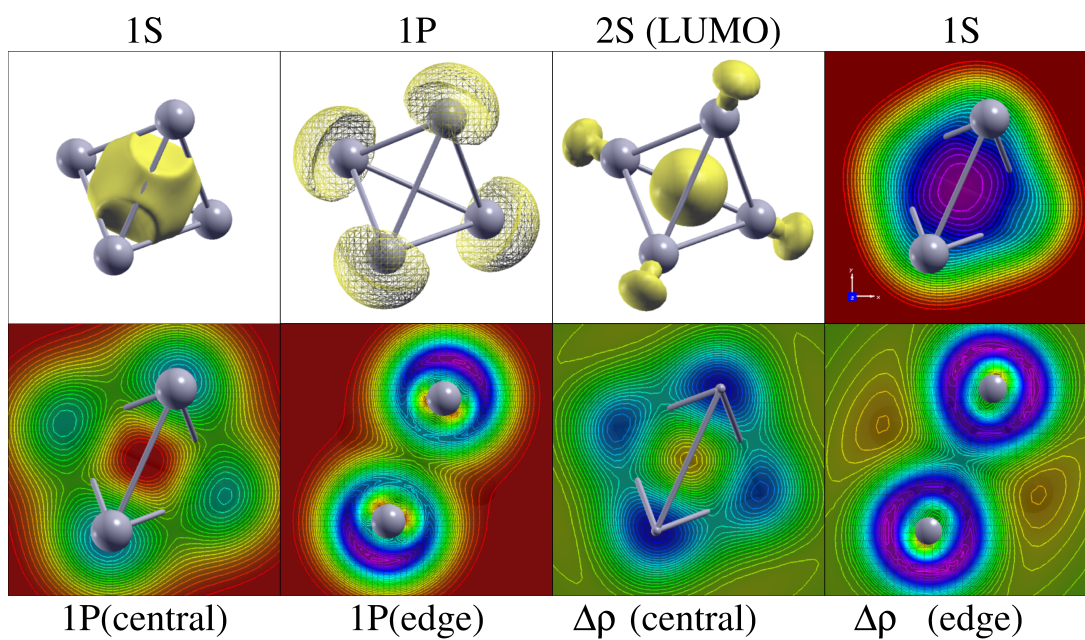 1S 1P 2S (LUMO) 1S
y
z x
1P(central) 1P(edge) Δρ (central) Δρ (edge)